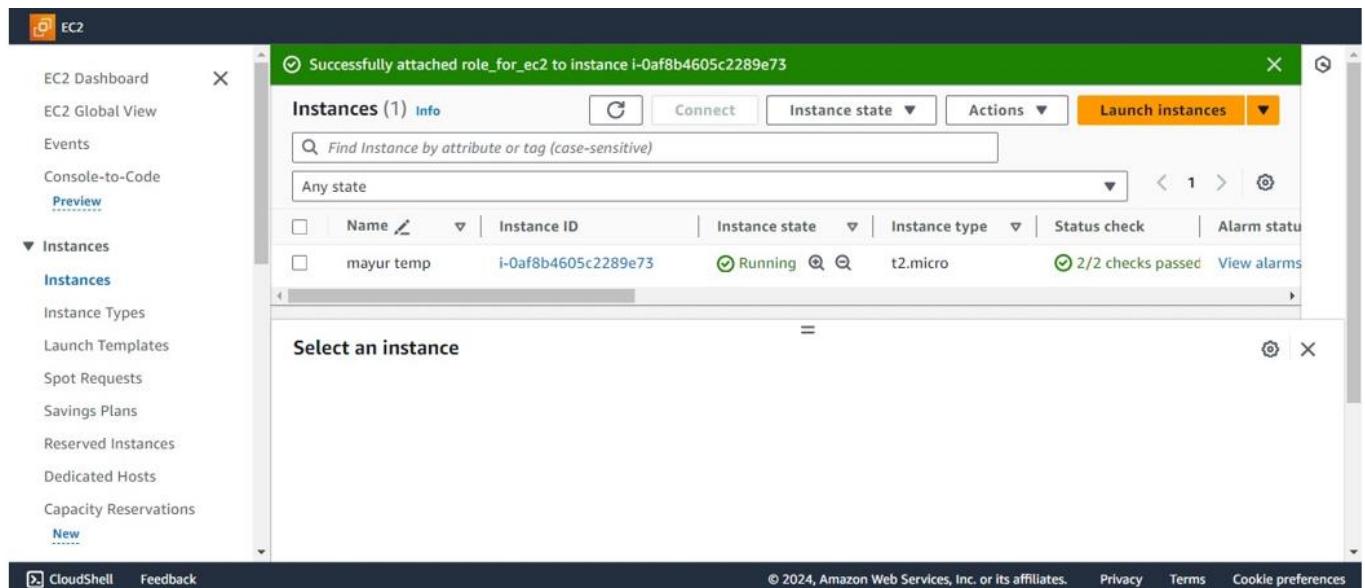 EC2
EC2 Dashboard
EC2 Global View
Events
Console-to-Code
Preview
Instances
Instances
Instance Types
Launch Templates
Spot Requests
Savings Plans
Reserved Instances
Dedicated Hosts
Capacity Reservations
New
Successfully attached role_for_ec2 to instance i-0af8b4605c2289e73
Instances (1) Info Connect Instance state Actions Launch instances
Find Instance by attribute or tag (case-sensitive)
Any state 1
Name Instance ID Instance state Instance type Status check Alarm statu
mayur temp i-0af8b4605c2289e73 Running t2.micro 2/2 checks passed View alarms
Select an instance
CloudShell Feedback © 2024, Amazon Web Services, Inc. or its affiliates. Privacy Terms Cookie preferences